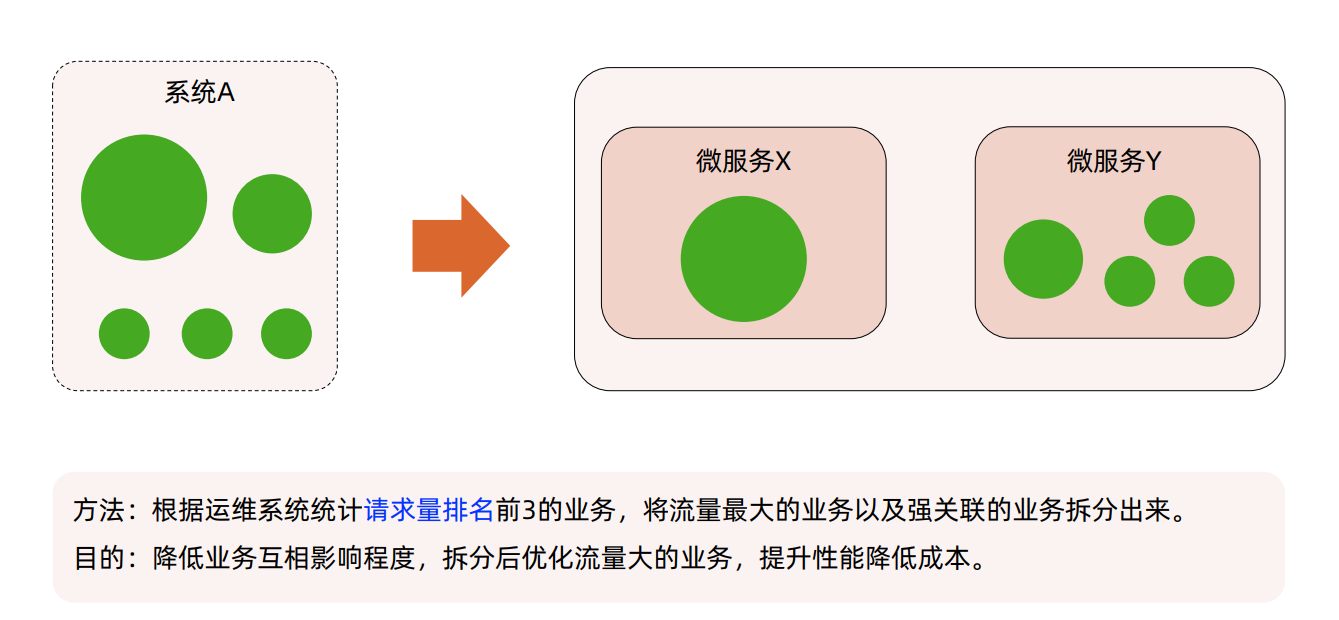 系统A
微服务X
微服务Y
方法：根据运维系统统计请求量排名前3的业务，将流量最大的业务以及强关联的业务拆分出来。
目的：降低业务互相影响程度，拆分后优化流量大的业务，提升性能降低成本。